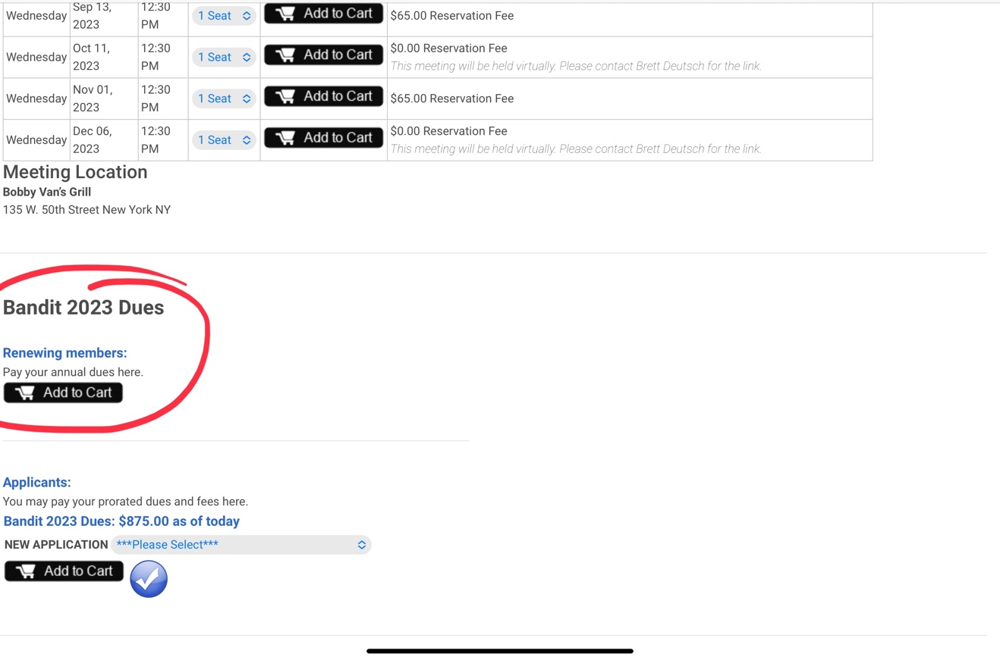 Wednesday Sep 13, 2023 12:30 PM 1 Seat Add to Cart $65.00 Reservation Fee
Wednesday Oct 11, 2023 12:30 PM 1 Seat Add to Cart $0.00 Reservation Fee
This meeting will be held virtually. Please contact Brett Deutsch for the link.
Wednesday Nov 01, 2023 12:30 PM 1 Seat Add to Cart $65.00 Reservation Fee
Wednesday Dec 06, 2023 12:30 PM 1 Seat Add to Cart $0.00 Reservation Fee
This meeting will be held virtually. Please contact Brett Deutsch for the link.
Meeting Location
Bobby Van's Grill
135 W. 50th Street New York NY
Bandit 2023 Dues
Renewing members:
Pay your annual dues here.
Add to Cart
Applicants:
You may pay your prorated dues and fees here.
Bandit 2023 Dues: $875.00 as of today
NEW APPLICATION ***Please Select***
Add to Cart